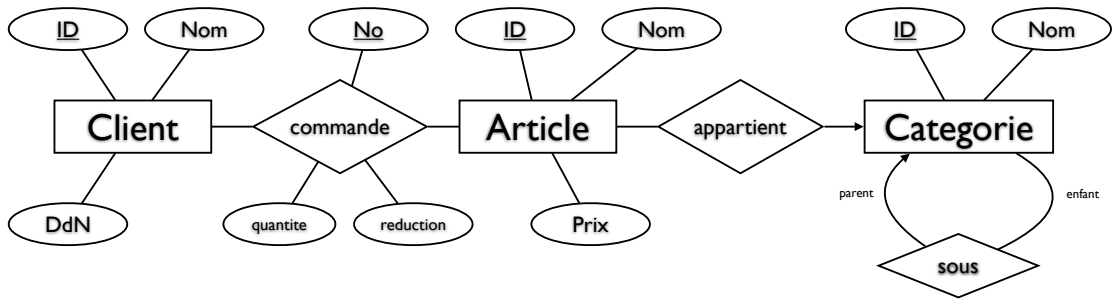 ID
Nom
No
ID
Nom
ID
Nom
Client
commande
Article
appartient
Categorie
parent
enfant
DdN
quantite
reduction
Prix
sous